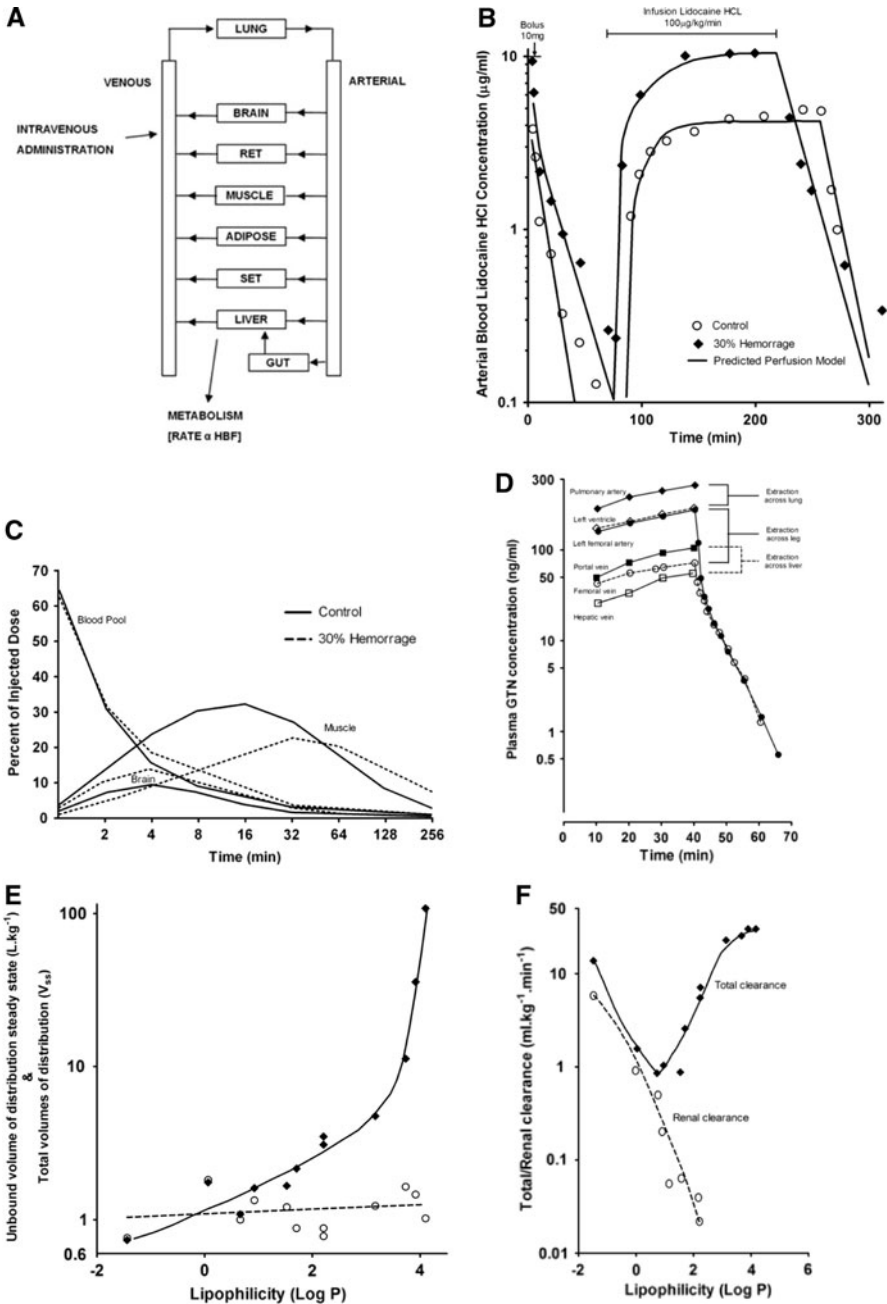 A
LUNG
VENOUS
ARTERIAL
BRAIN
INTRAVENOUS
ADMINISTRATION
RET
MUSCLE
ADIPOSE
SET
LIVER
GUT
METABOLISM
[RATE α HBF]
B
Infusion Lidocaine HCL
100µg/kg/min
Bolus
10mg
Arterial Blood Lidocaine HCl Concentration (µg/ml)
10
1
0.1
Control
30% Hemorrage
Predicted Perfusion Model
0 100 200 300
Time (min)
C
Percent of Injected Dose
70
60
50
40
30
20
10
0
Blood Pool
Control
30% Hemorrage
Muscle
Brain
2 4 8 16 32 64 128 256
Time (min)
D
Plasma GTN concentration (ng/ml)
300
100
50
10
5
1
0.5
Pulmonary artery
Left ventricle
Left femoral artery
Portal vein
Femoral vein
Hepatic vein
Extraction
across lung
Extraction
across leg
Extraction
across liver
0 10 20 30 40 50 60 70
Time (min)
E
Unbound volume of distribution steady state (L.kg⁻¹)
&
Total volumes of distribution (Vss)
100
10
1
0.6
-2 0 2 4
Lipophilicity (Log P)
F
Total/Renal clearance (ml.kg⁻¹.min⁻¹)
50
10
1
0.1
0.01
Total clearance
Renal clearance
-2 0 2 4 6
Lipophilicity (Log P)